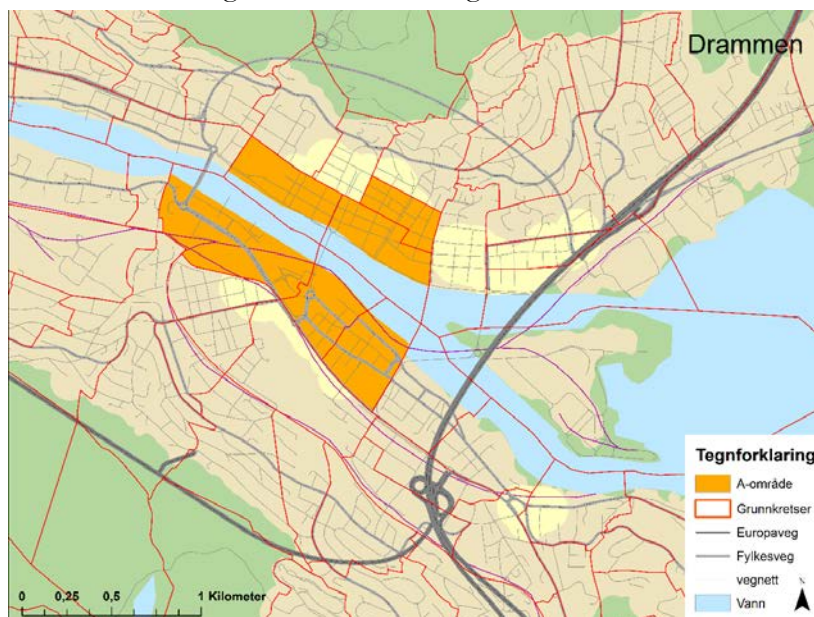 Drammen
Tegnforklaring
A-område
Grunnkretser
Europaveg
Fylkesveg
vegnett
Vann
0 0,25 0,5 1 Kilometer